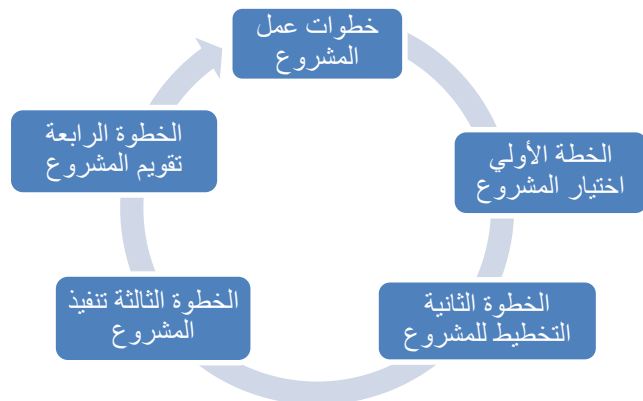 خطوات عمل
المشروع
الخطة الأولي
اختيار المشروع
الخطوة الثانية
التخطيط للمشروع
الخطوة الثالثة تنفيذ
المشروع
الخطوة الرابعة
تقويم المشروع